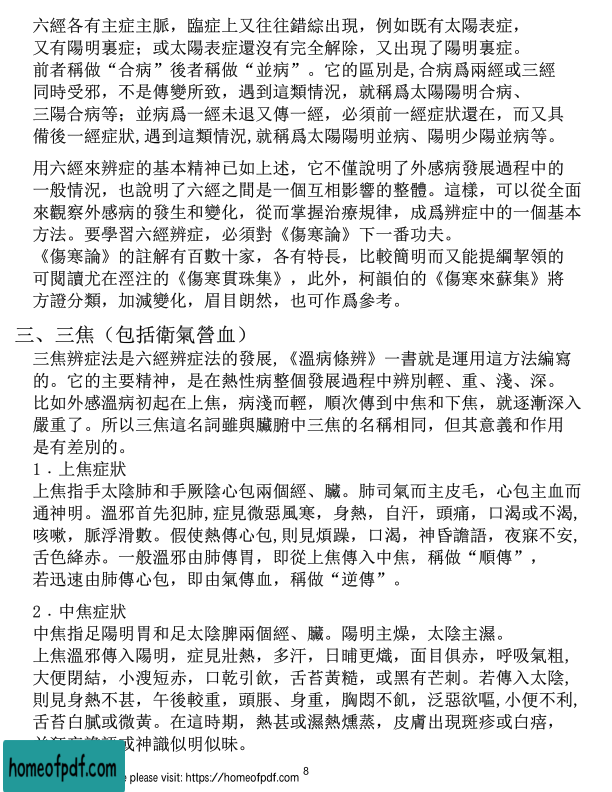 六經各有主症主脈，臨症上又往往錯綜出現，例如既有太陽表症，
又有陽明裏症；或太陽表症還沒有完全解除，又出現了陽明裏症。
前者稱做“合病”後者稱做“並病”。它的區別是,合病爲兩經或三經
同時受邪，不是傳變所致，遇到這類情況，就稱爲太陽陽明合病、
三陽合病等；並病爲一經未退又傳一經，必須前一經症狀還在，而又具
備後一經症狀,遇到這類情況,就稱爲太陽陽明並病、陽明少陽並病等。
用六經來辨症的基本精神已如上述，它不僅說明了外感病發展過程中的
一般情況，也說明了六經之間是一個互相影響的整體。這樣，可以從全面
來觀察外感病的發生和變化，從而掌握治療規律，成爲辨症中的一個基本
方法。要學習六經辨症，必須對《傷寒論》下一番功夫。
《傷寒論》的註解有百數十家，各有特長，比較簡明而又能提綱挈領的
可閱讀尤在涇注的《傷寒貫珠集》，此外，柯韻伯的《傷寒來蘇集》將
方證分類，加減變化，眉目朗然，也可作爲參考。
三、三焦（包括衛氣營血）
三焦辨症法是六經辨症法的發展,《溫病條辨》一書就是運用這方法編寫
的。它的主要精神，是在熱性病整個發展過程中辨別輕、重、淺、深。
比如外感溫病初起在上焦，病淺而輕，順次傳到中焦和下焦，就逐漸深入
嚴重了。所以三焦這名詞雖與臟腑中三焦的名稱相同，但其意義和作用
是有差別的。
1．上焦症狀
上焦指手太陰肺和手厥陰心包兩個經、臟。肺司氣而主皮毛，心包主血而
通神明。溫邪首先犯肺,症見微惡風寒，身熱，自汗，頭痛，口渴或不渴,
咳嗽，脈浮滑數。假使熱傳心包,則見煩躁，口渴，神昏譫語，夜寐不安,
舌色絳赤。一般溫邪由肺傳胃，即從上焦傳入中焦，稱做“順傳”，
若迅速由肺傳心包，即由氣傳血，稱做“逆傳”。
2．中焦症狀
中焦指足陽明胃和足太陰脾兩個經、臟。陽明主燥，太陰主濕。
上焦溫邪傳入陽明，症見壯熱，多汗，日晡更熾，面目俱赤，呼吸氣粗,
大便閉結，小溲短赤，口乾引飲，舌苔黃糙，或黑有芒刺。若傳入太陰,
則見身熱不甚，午後較重，頭脹、身重，胸悶不飢，泛惡欲嘔,小便不利,
舌苔白膩或微黃。在這時期，熱甚或濕熱燻蒸，皮膚出現斑疹或白㾦，
或神識似明似昧。
homeofpdf.com
please visit: https://homeofpdf.com
8